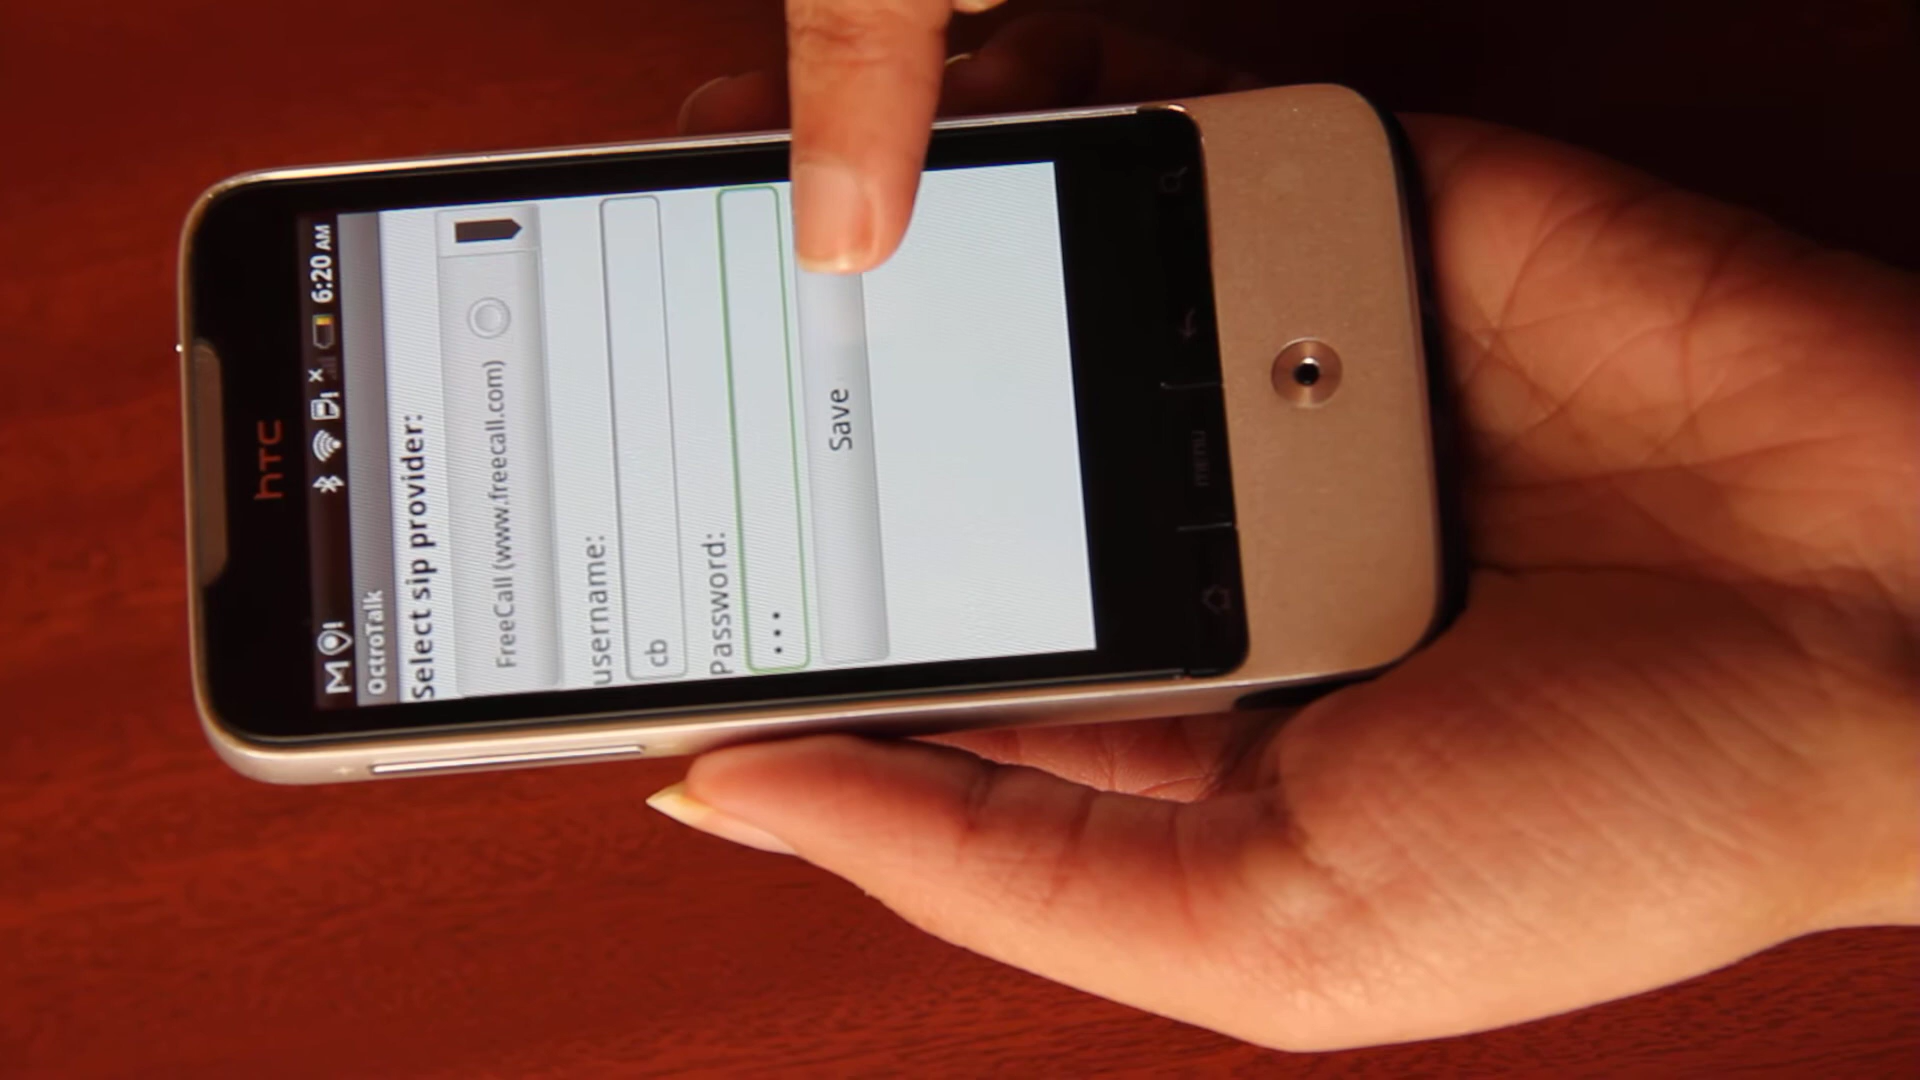 hTC
6:20 AM
OctroTalk
Select sip provider:
FreeCall (www.freecall.com)
username:
cb
Password:
...
Save
menu